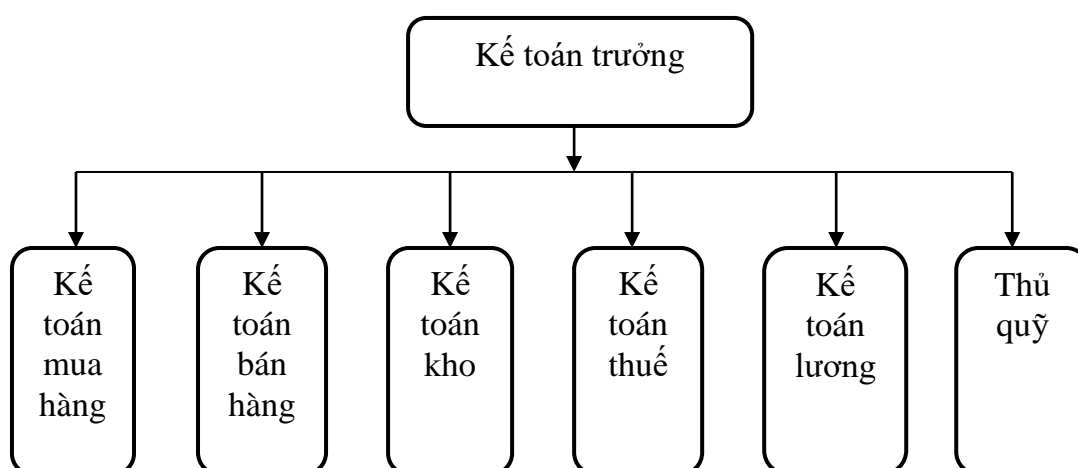 Kế toán trưởng
Kế
toán
mua
hàng
Kế
toán
bán
hàng
Kế
toán
kho
Kế
toán
thuế
Kế
toán
lương
Thủ
quỹ